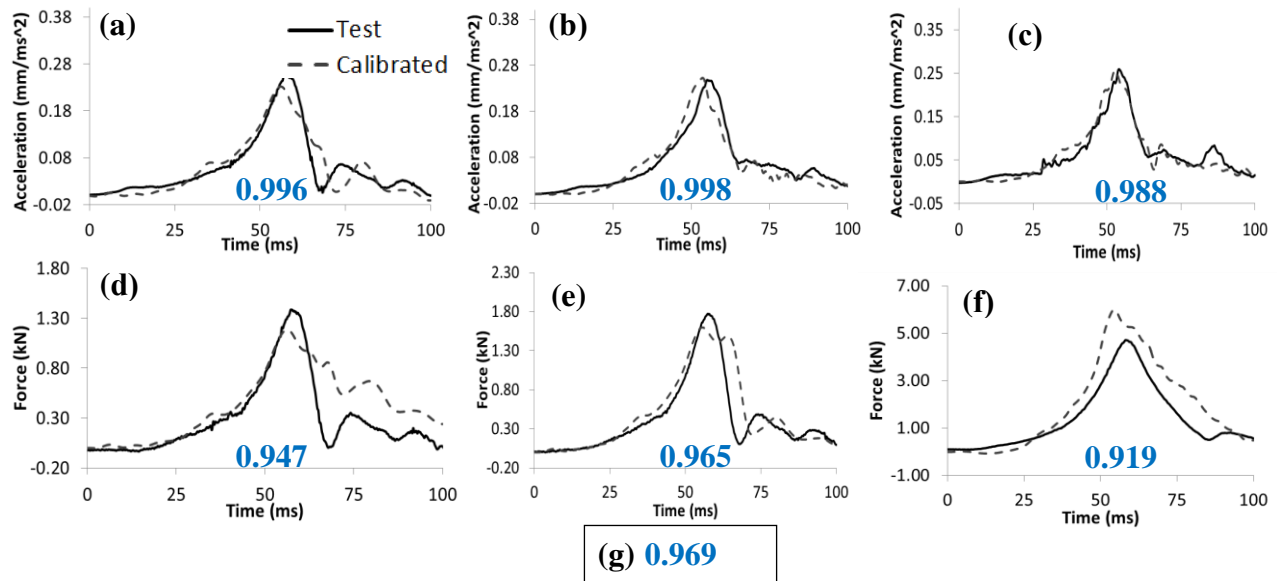 (a)
Test
Calibrated
Acceleration (mm/ms^2)
0.38
0.28
0.18
0.08
-0.02
0.996
0 25 50 75 100
Time (ms)
(b)
Acceleration (mm/ms^2)
0.38
0.28
0.18
0.08
-0.02
0.998
0 25 50 75 100
Time (ms)
(c)
Acceleration (mm/ms^2)
0.35
0.25
0.15
0.05
-0.05
0.988
0 25 50 75 100
Time (ms)
(d)
Force (kN)
1.80
1.30
0.80
0.30
-0.20
0.947
0 25 50 75 100
Time (ms)
(e)
Force (kN)
2.30
1.80
1.30
0.80
0.30
-0.20
0.965
0 25 50 75 100
Time (ms)
(f)
Force (kN)
7.00
5.00
3.00
1.00
-1.00
0.919
0 25 50 75 100
Time (ms)
(g) 0.969